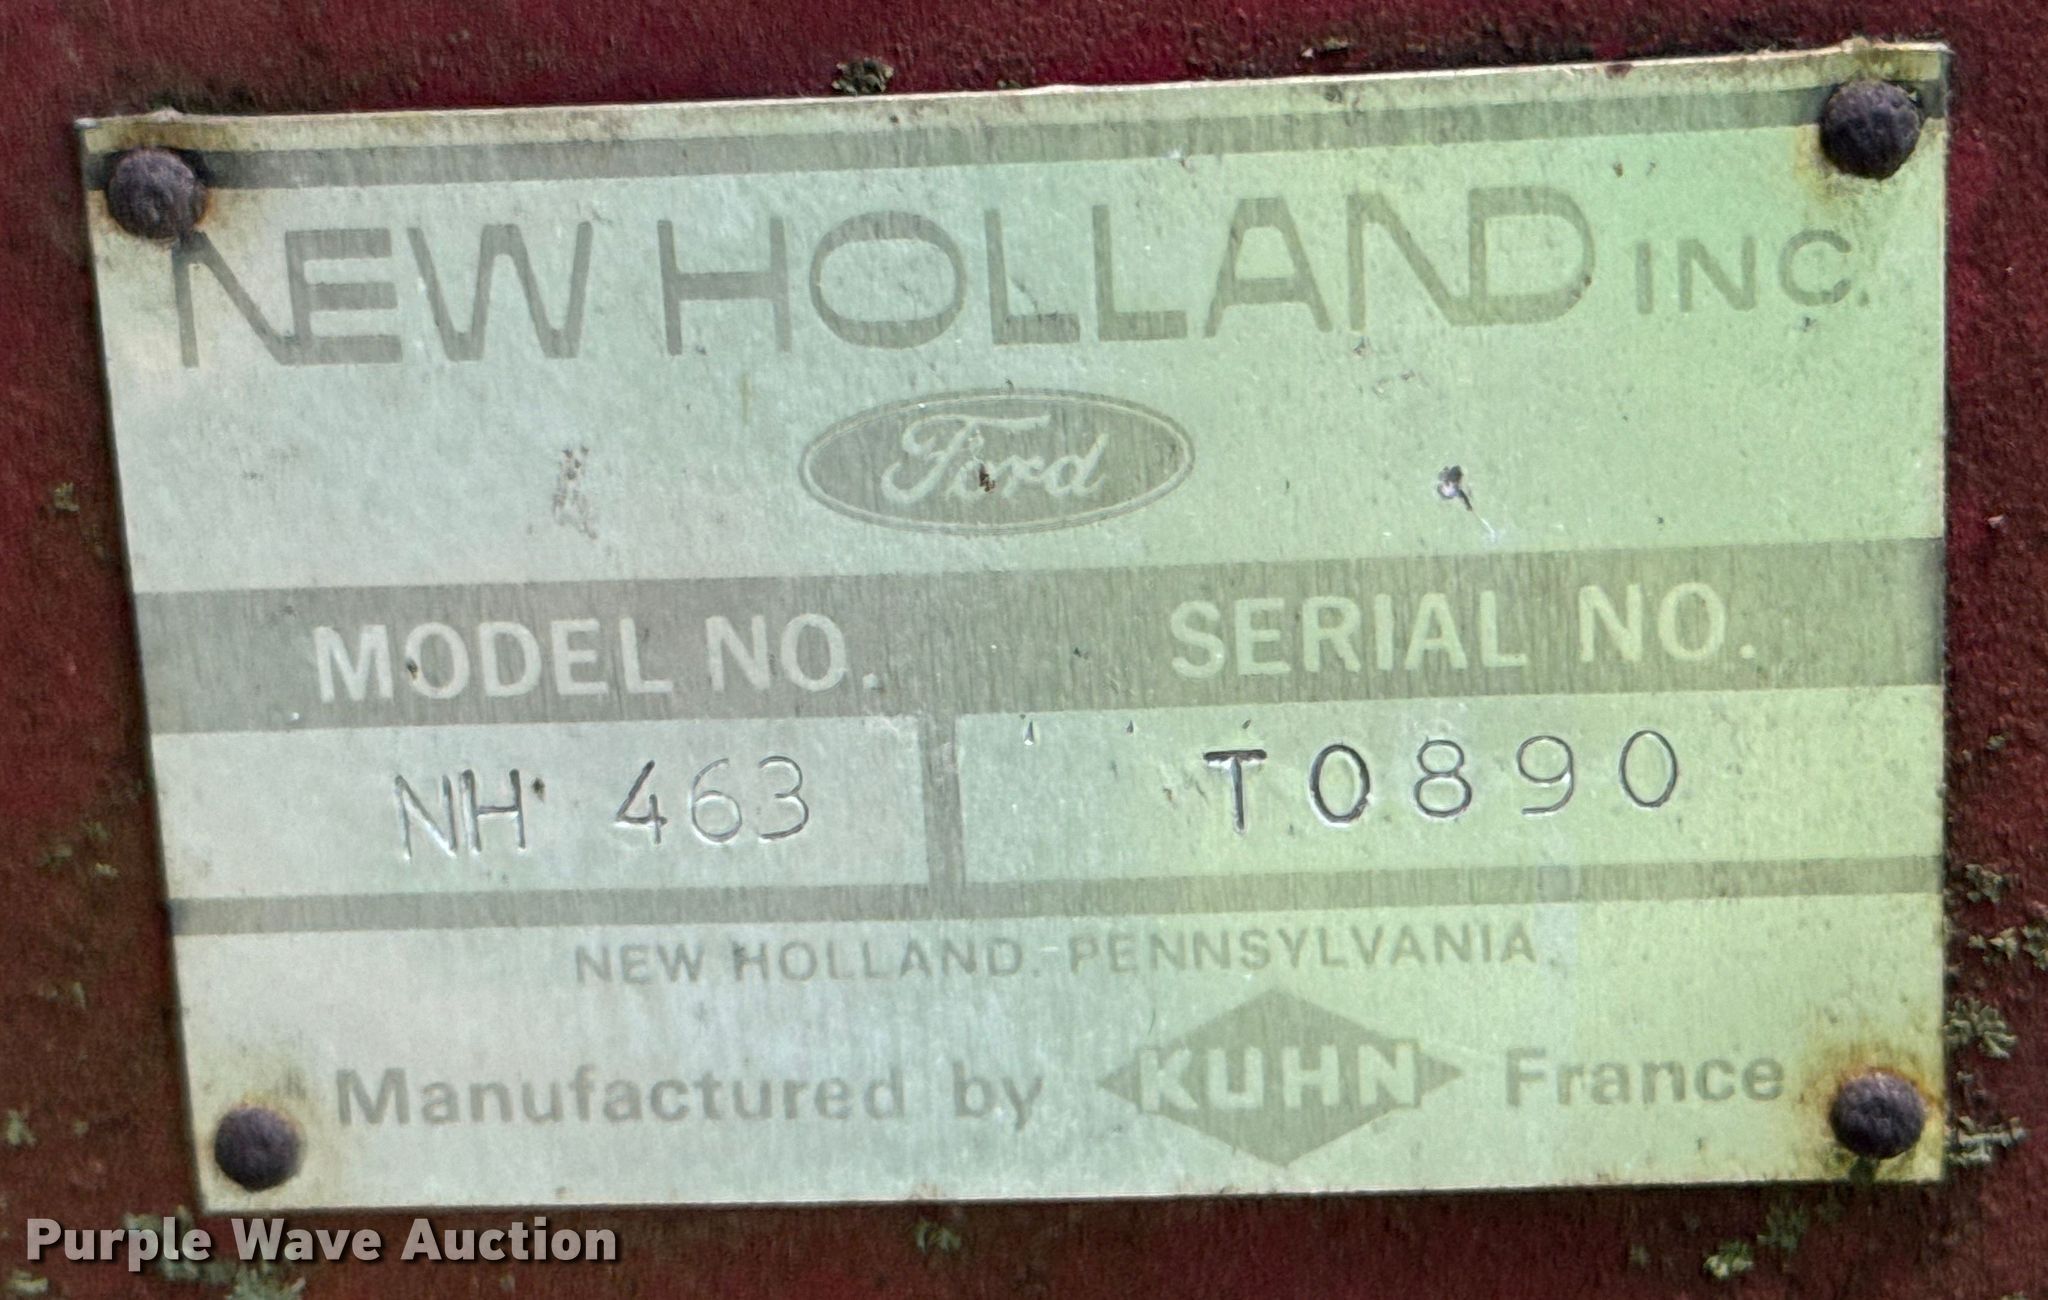 NEW HOLLAND INC.
Ford
MODEL NO. SERIAL NO.
NH 463 T0890
NEW HOLLAND, PENNSYLVANIA
Manufactured by KUHN France
Purple Wave Auction